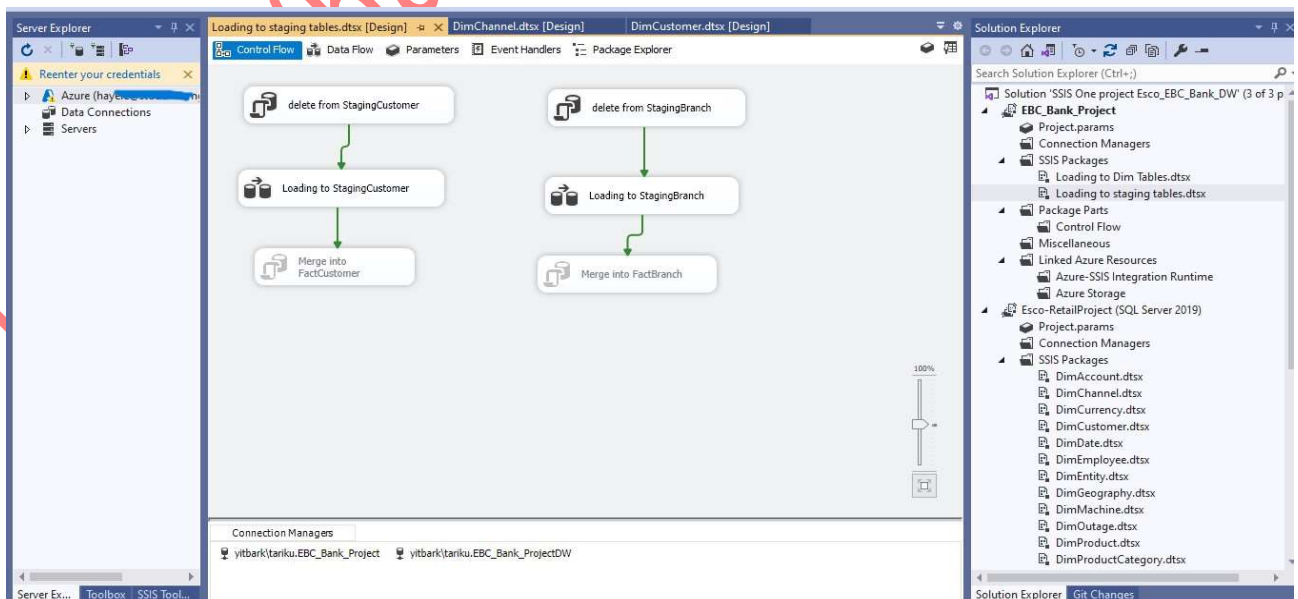 Server Explorer
Reenter your credentials
Azure (haye
Data Connections
Servers
Server Ex... Toolbox SSIS Tool...
Loading to staging tables.dtsx [Design] DimChannel.dtsx [Design] DimCustomer.dtsx [Design]
Control Flow Data Flow Parameters Event Handlers Package Explorer
delete from StagingCustomer
delete from StagingBranch
Loading to StagingCustomer
Loading to StagingBranch
Merge into
FactCustomer
Merge into FactBranch
100%
Connection Managers
yitbark\tariku.EBC_Bank_Project yitbark\tariku.EBC_Bank_ProjectDW
Solution Explorer
Search Solution Explorer (Ctrl+;)
Solution 'SSIS One project Esco_EBC_Bank_DW' (3 of 3 p
EBC_Bank_Project
Project.params
Connection Managers
SSIS Packages
Loading to Dim Tables.dtsx
Loading to staging tables.dtsx
Package Parts
Control Flow
Miscellaneous
Linked Azure Resources
Azure-SSIS Integration Runtime
Azure Storage
Esco-RetailProject (SQL Server 2019)
Project.params
Connection Managers
SSIS Packages
DimAccount.dtsx
DimChannel.dtsx
DimCurrency.dtsx
DimCustomer.dtsx
DimDate.dtsx
DimEmployee.dtsx
DimEntity.dtsx
DimGeography.dtsx
DimMachine.dtsx
DimOutage.dtsx
DimProduct.dtsx
DimProductCategory.dtsx
Solution Explorer Git Changes